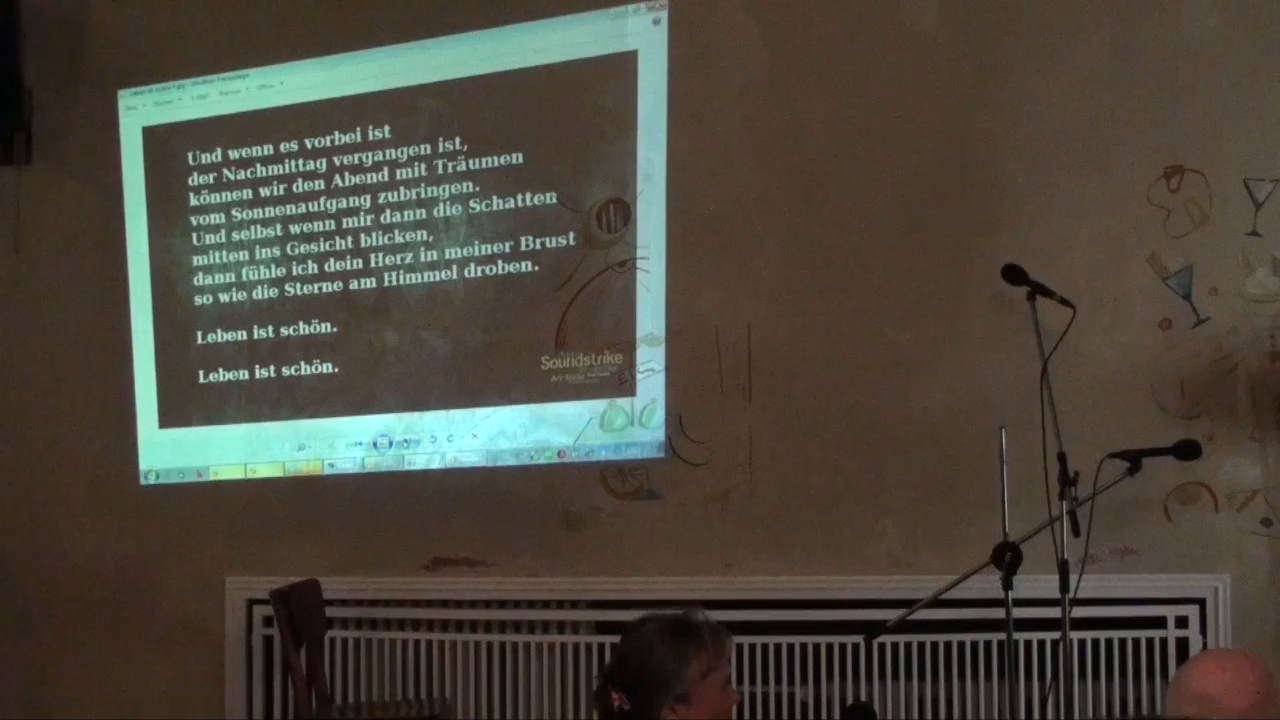 Und wenn es vorbei ist
der Nachmittag vergangen ist,
können wir den Abend mit Träumen
vom Sonnenaufgang zubringen.
Und selbst wenn mir dann die Schatten
mitten ins Gesicht blicken,
dann fühle ich dein Herz in meiner Brust
so wie die Sterne am Himmel droben.
Leben ist schön.
Leben ist schön.
Soundstrike